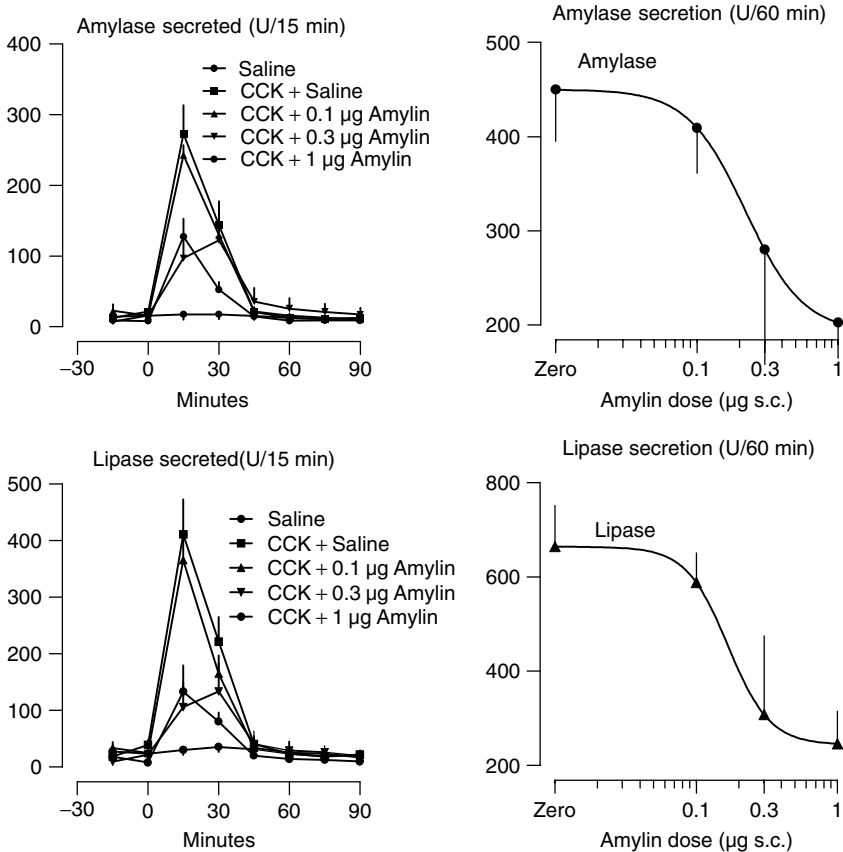 Amylase secreted (U/15 min)
400
300
200
100
0
Saline
CCK + Saline
CCK + 0.1 µg Amylin
CCK + 0.3 µg Amylin
CCK + 1 µg Amylin
−30 0 30 60 90
Minutes
Amylase secretion (U/60 min)
500
400
300
200
Amylase
Zero 0.1 0.3 1
Amylin dose (µg s.c.)
Lipase secreted(U/15 min)
500
400
300
200
100
0
Saline
CCK + Saline
CCK + 0.1 µg Amylin
CCK + 0.3 µg Amylin
CCK + 1 µg Amylin
−30 0 30 60 90
Minutes
Lipase secretion (U/60 min)
800
600
400
200
Lipase
Zero 0.1 0.3 1
Amylin dose (µg s.c.)